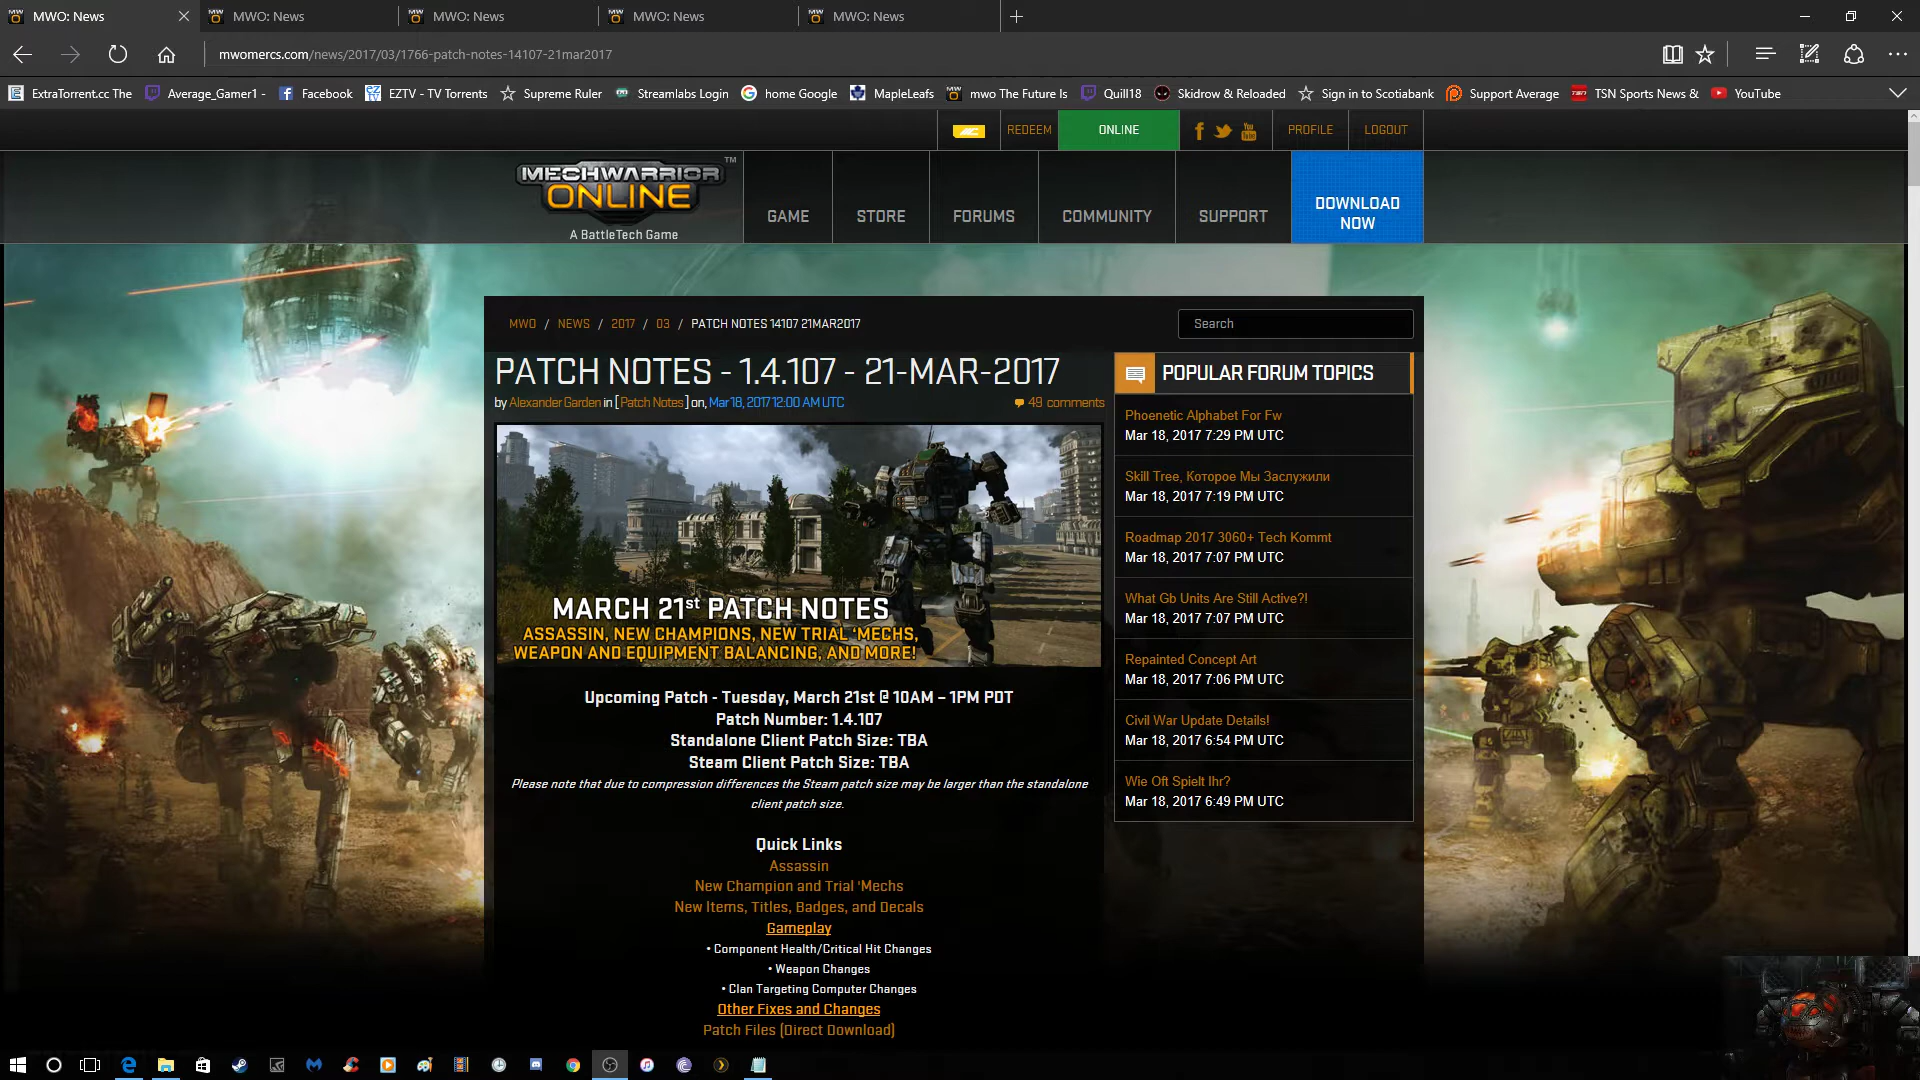 MWO: News
MWO: News
MWO: News
MWO: News
MWO: News
mwomercs.com/news/2017/03/1766-patch-notes-14107-21mar2017
ExtraTorrent.cc The
Average_Gamer1 -
Facebook
EZTV - TV Torrents
Supreme Ruler
Streamlabs Login
home Google
MapleLeafs
mwo The Future Is
Quill18
Skidrow & Reloaded
Sign in to Scotiabank
Support Average
TSN Sports News &
YouTube
REDEEM
ONLINE
PROFILE
LOGOUT
MECHWARRIOR
ONLINE
TM
A BattleTech Game
GAME
STORE
FORUMS
COMMUNITY
SUPPORT
DOWNLOAD
NOW
MWO / NEWS / 2017 / 03 / PATCH NOTES 14107 21MAR2017
Search
PATCH NOTES - 1.4.107 - 21-MAR-2017
by Alexander Garden in [ Patch Notes ] on, Mar 18, 2017 12:00 AM UTC
49 comments
MARCH 21st PATCH NOTES
ASSASSIN, NEW CHAMPIONS, NEW TRIAL 'MECHS,
WEAPON AND EQUIPMENT BALANCING, AND MORE!
Upcoming Patch - Tuesday, March 21st @ 10AM – 1PM PDT
Patch Number: 1.4.107
Standalone Client Patch Size: TBA
Steam Client Patch Size: TBA
Please note that due to compression differences the Steam patch size may be larger than the standalone
client patch size.
Quick Links
Assassin
New Champion and Trial 'Mechs
New Items, Titles, Badges, and Decals
Gameplay
• Component Health/Critical Hit Changes
• Weapon Changes
• Clan Targeting Computer Changes
Other Fixes and Changes
Patch Files (Direct Download)
POPULAR FORUM TOPICS
Phoenetic Alphabet For Fw
Mar 18, 2017 7:29 PM UTC
Skill Tree, Которое Мы Заслужили
Mar 18, 2017 7:19 PM UTC
Roadmap 2017 3060+ Tech Kommt
Mar 18, 2017 7:07 PM UTC
What Gb Units Are Still Active?!
Mar 18, 2017 7:07 PM UTC
Repainted Concept Art
Mar 18, 2017 7:06 PM UTC
Civil War Update Details!
Mar 18, 2017 6:54 PM UTC
Wie Oft Spielt Ihr?
Mar 18, 2017 6:49 PM UTC